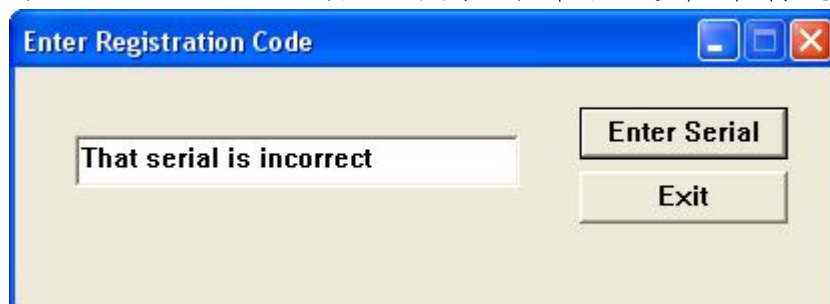 Enter Registration Code
That serial is incorrect
Enter Serial
Exit